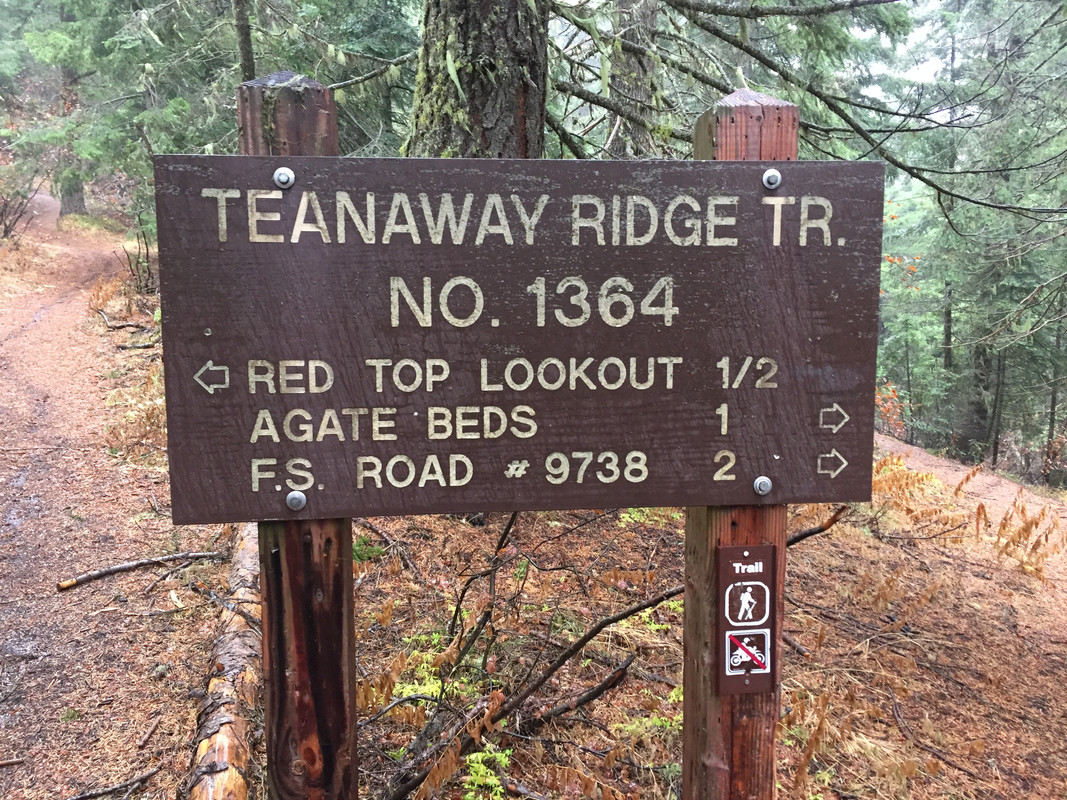 TEANAWAY RIDGE TR.
NO. 1364
RED TOP LOOKOUT 1/2
AGATE BEDS 1
F.S. ROAD # 9738 2
Trail